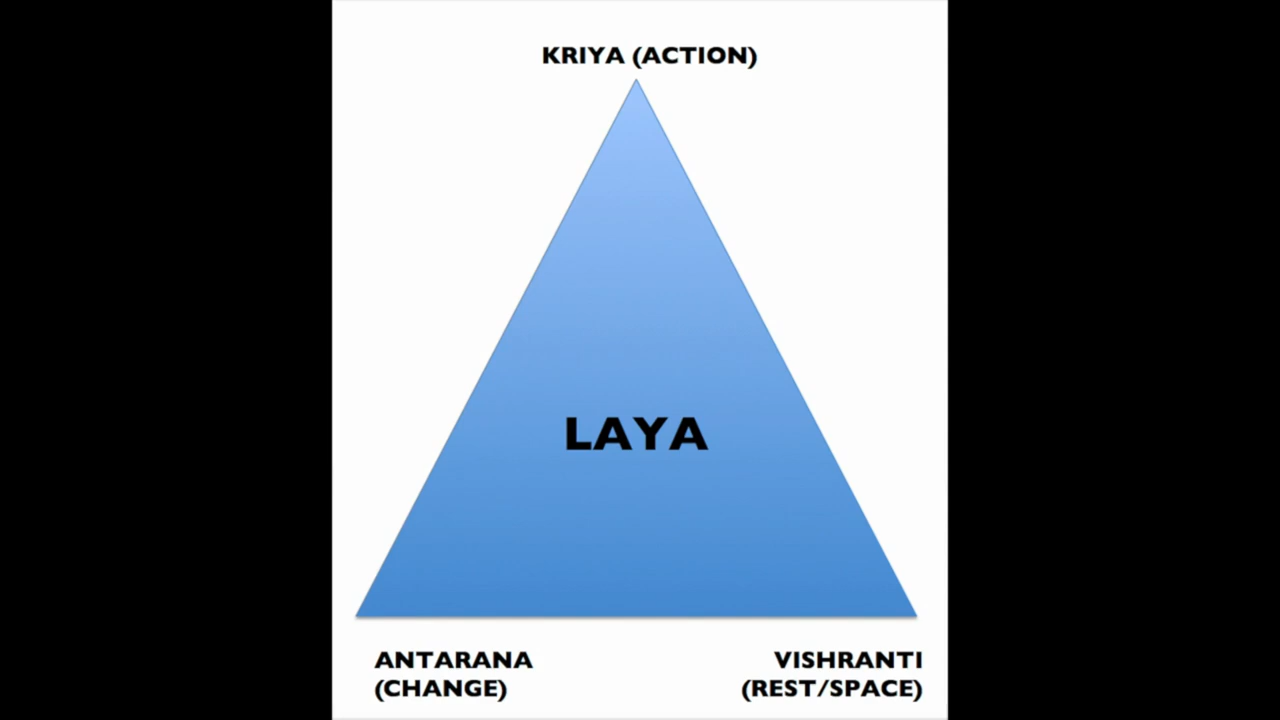 KRIYA (ACTION)
LAYA
ANTARANA
(CHANGE)
VISHRANTI
(REST/SPACE)